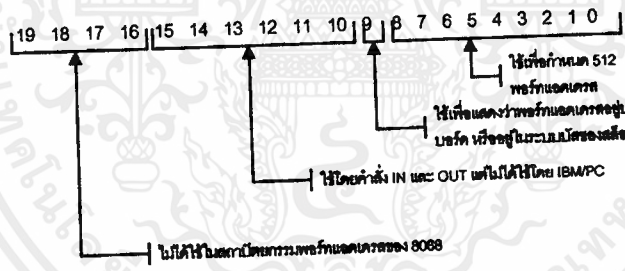 19 18 17 16 15 14 13 12 11 10 9 8 7 6 5 4 3 2 1 0
ใช้เพื่อกำหนด 512
พอร์ทแอดเดรส
ใช้เพื่อแสดงว่าพอร์ทแอดเดรสอยู่บ
บอร์ด หรืออยู่ในระบบบัสของสล็อ
ใช้โดยคำสั่ง IN และ OUT แต่ไม่ได้ใช้โดย IBM/PC
ไม่ได้ใช้ในสถาปัตยกรรมพอร์ทแอดเดรสของ 8088